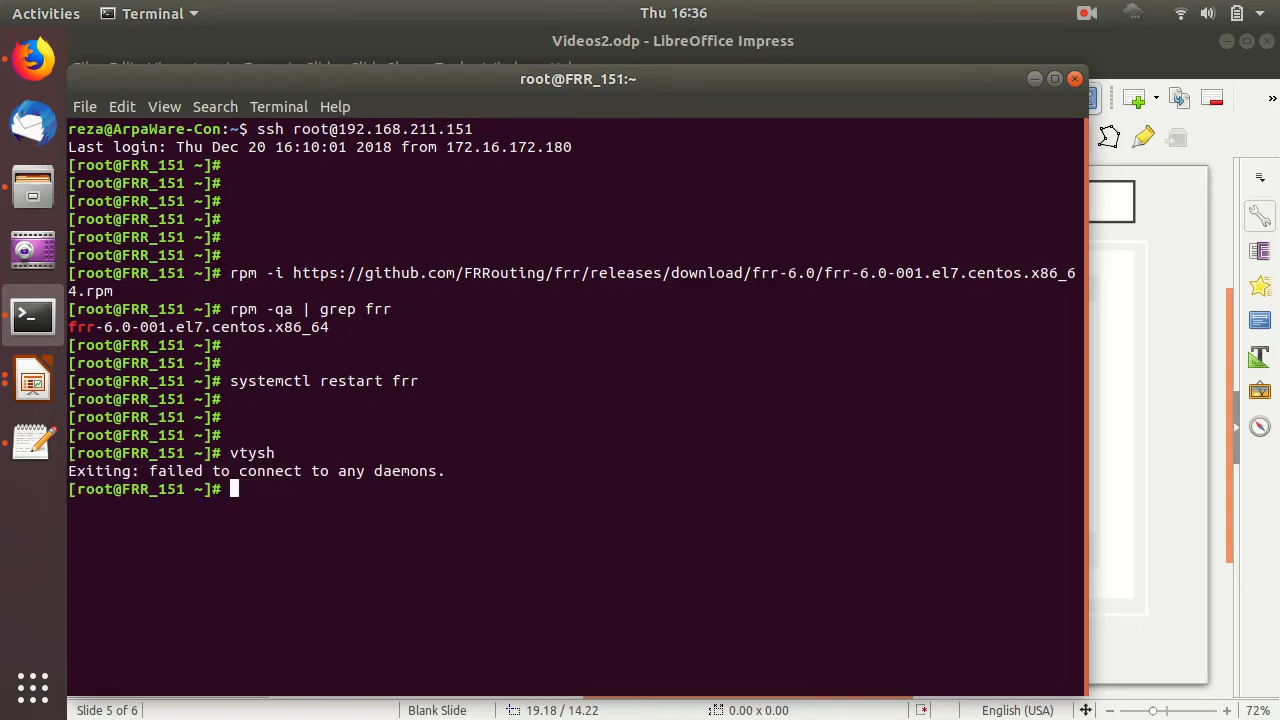 Activities
Terminal
Thu 16:36
Videos2.odp - LibreOffice Impress
root@FRR_151:~
File Edit View Search Terminal Help
reza@ArpaWare-Con:~$ ssh root@192.168.211.151
Last login: Thu Dec 20 16:10:01 2018 from 172.16.172.180
[root@FRR_151 ~]#
[root@FRR_151 ~]#
[root@FRR_151 ~]#
[root@FRR_151 ~]#
[root@FRR_151 ~]#
[root@FRR_151 ~]#
[root@FRR_151 ~]# rpm -i https://github.com/FRRouting/frr/releases/download/frr-6.0/frr-6.0-001.el7.centos.x86_6
4.rpm
[root@FRR_151 ~]# rpm -qa | grep frr
frr-6.0-001.el7.centos.x86_64
[root@FRR_151 ~]#
[root@FRR_151 ~]#
[root@FRR_151 ~]# systemctl restart frr
[root@FRR_151 ~]#
[root@FRR_151 ~]#
[root@FRR_151 ~]#
[root@FRR_151 ~]# vtysh
Exiting: failed to connect to any daemons.
[root@FRR_151 ~]#
Slide 5 of 6
Blank Slide
19.18 / 14.22
0.00 x 0.00
English (USA)
72%